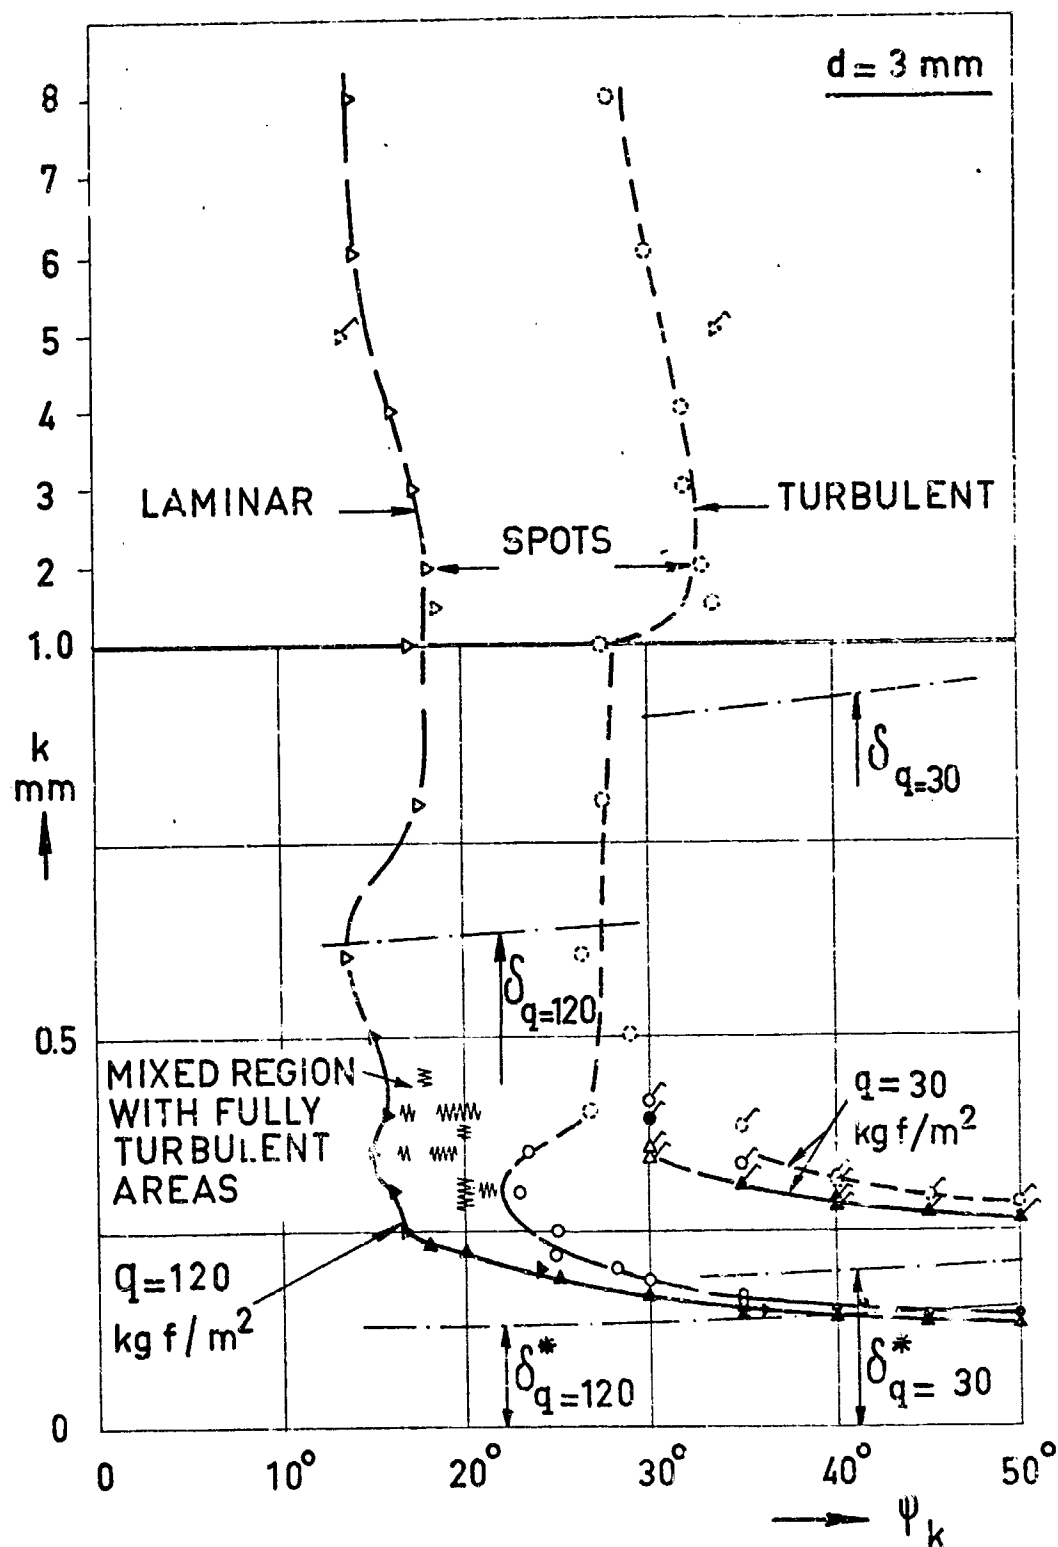 d = 3 mm
8
7
6
5
4
3
2
1.0
LAMINAR
TURBULENT
SPOTS
k
mm
δq=30
δq=120
0.5
MIXED REGION
WITH FULLY
TURBULENT
AREAS
q = 30
kgf/m²
q = 120
kgf/m²
δ*q=120
δ*q=30
0
0
10°
20°
30°
40°
50°
ψk